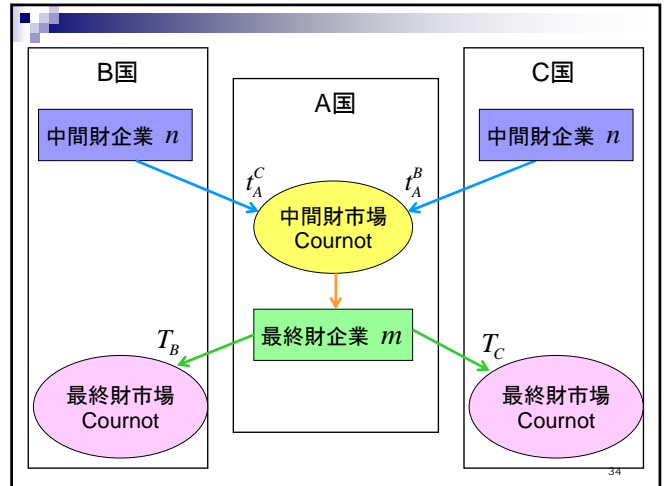 B国
A国
C国
中間財企業 n
中間財企業 n
t_A^C
t_A^B
中間財市場
Cournot
最終財企業 m
T_B
T_C
最終財市場
Cournot
最終財市場
Cournot
34